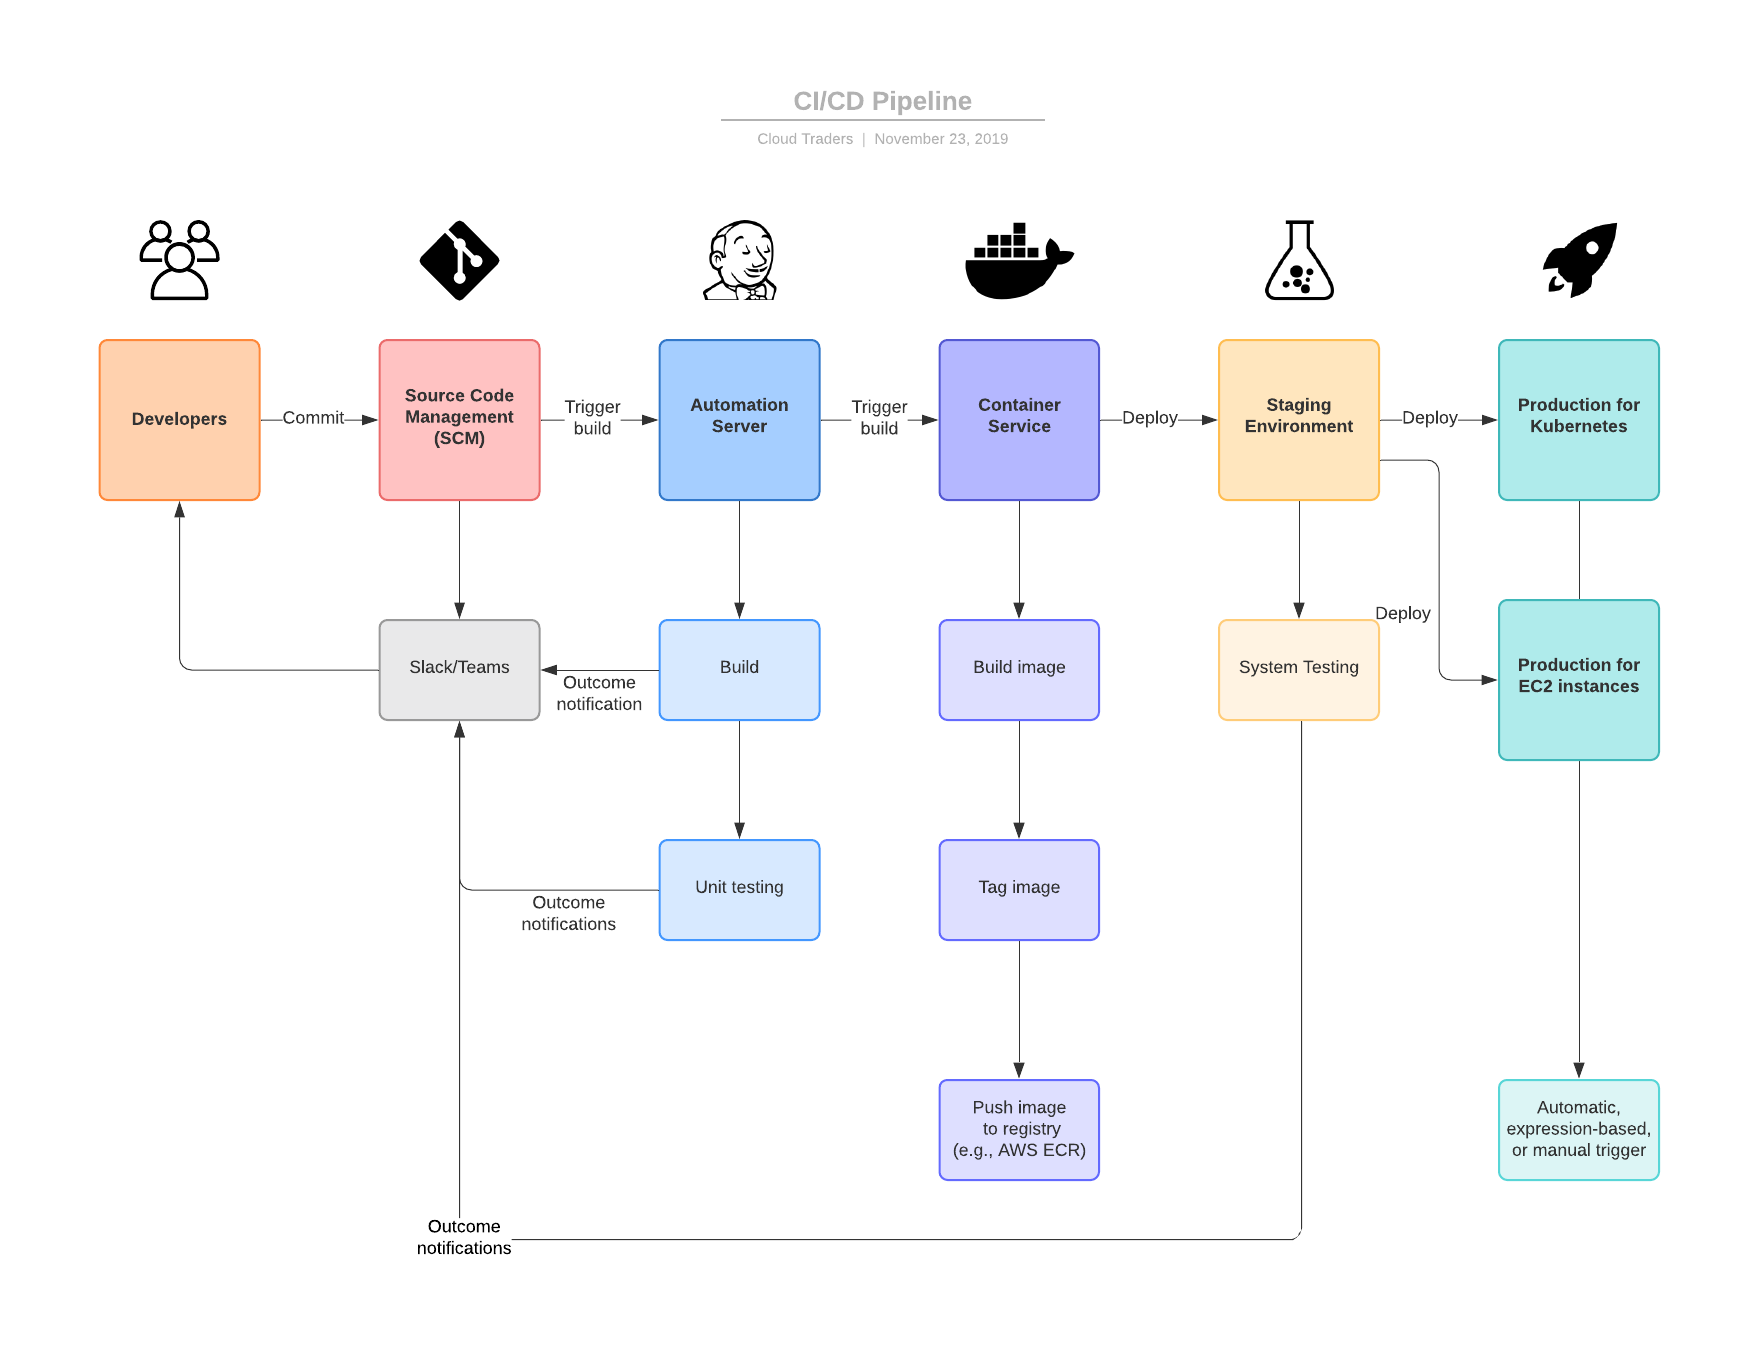 CI/CD Pipeline
Cloud Traders | November 23, 2019
Developers
Commit
Source Code
Management
(SCM)
Trigger
build
Automation
Server
Trigger
build
Container
Service
Deploy
Staging
Environment
Deploy
Production for
Kubernetes
Slack/Teams
Outcome
notification
Build
Build image
System Testing
Deploy
Production for
EC2 instances
Outcome
notifications
Unit testing
Tag image
Push image
to registry
(e.g., AWS ECR)
Automatic,
expression-based,
or manual trigger
Outcome
notifications